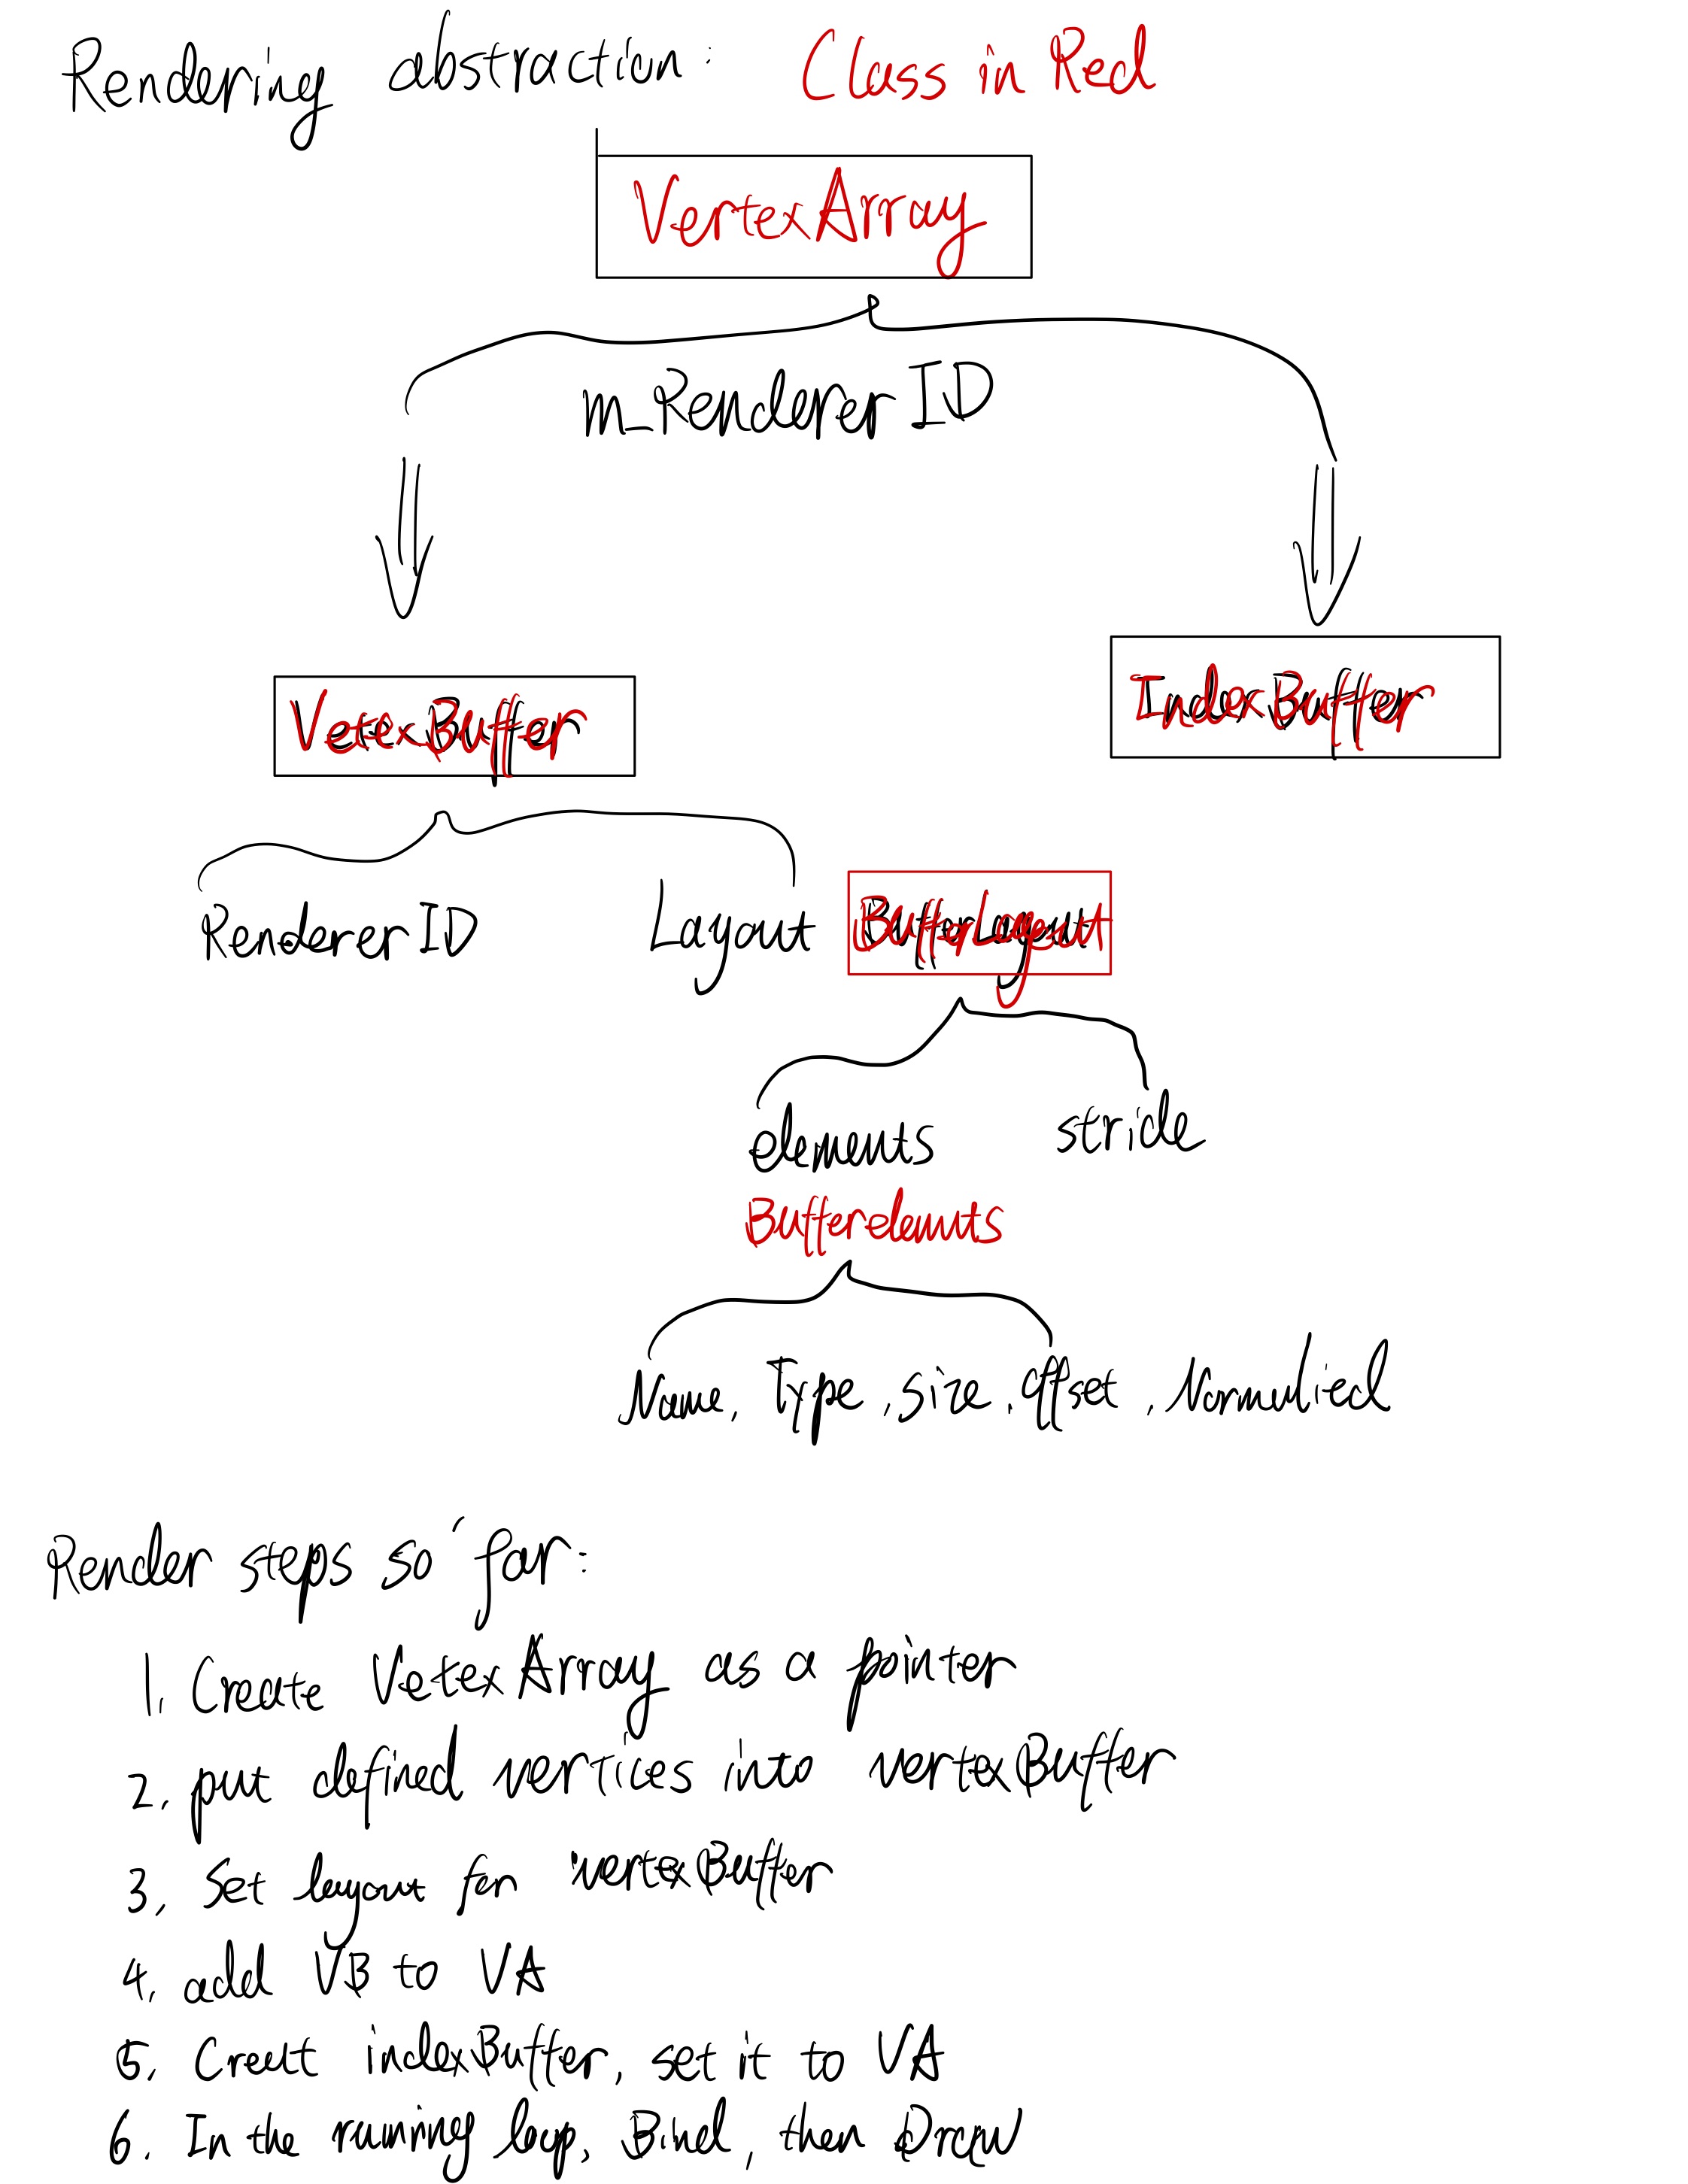 Rendering abstraction: Class in Red
VertexArray
m_RendererID
VetexBuffer
IndexBuffer
RendererID
Layout BufferLayout
elements stride
Bufferelemnts
Name, Type, size, offset, Normalied
Render steps so far:
1. Create VetexArray as a pointer
2. put defined vertices into vertexBuffer
3. Set layout for vertexBuffer
4. add VB to VA
5. Creat indexBuffer, set it to VA
6. In the running loop, Bind, then Draw